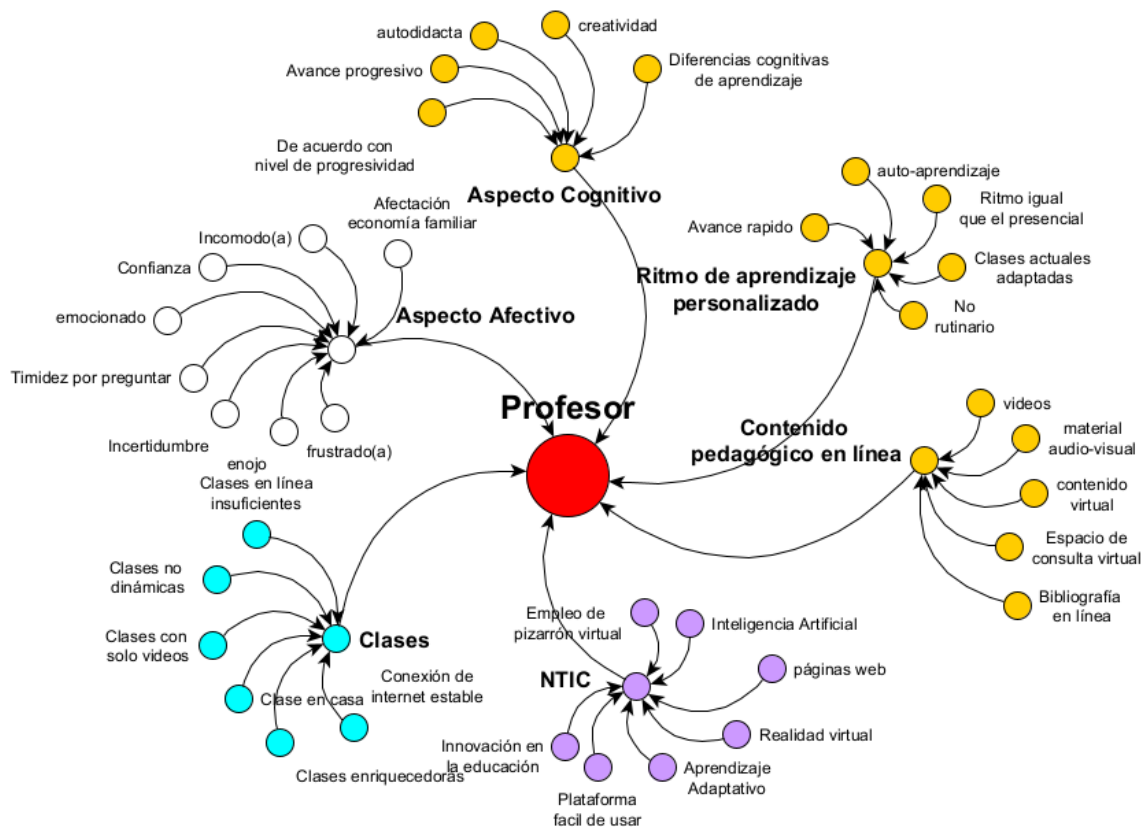 creatividad
autodidacta
Diferencias cognitivas
de aprendizaje
Avance progresivo
De acuerdo con
nivel de progresividad
Aspecto Cognitivo
auto-aprendizaje
Ritmo igual
que el presencial
Avance rapido
Clases actuales
adaptadas
Ritmo de aprendizaje
personalizado
No
rutinario
Afectación
economía familiar
Incomodo(a)
Confianza
emocionado
Aspecto Afectivo
Timidez por preguntar
Incertidumbre
enojo
frustrado(a)
Profesor
Contenido
pedagógico en línea
videos
material
audio-visual
contenido
virtual
Espacio de
consulta virtual
Bibliografía
en línea
Clases en línea
insuficientes
Clases no
dinámicas
Clases con
solo videos
Clases
Clase en casa
Conexión de
internet estable
Clases enriquecedoras
Empleo de
pizarrón virtual
Inteligencia Artificial
NTIC
páginas web
Realidad virtual
Innovación en
la educación
Aprendizaje
Adaptativo
Plataforma
facil de usar